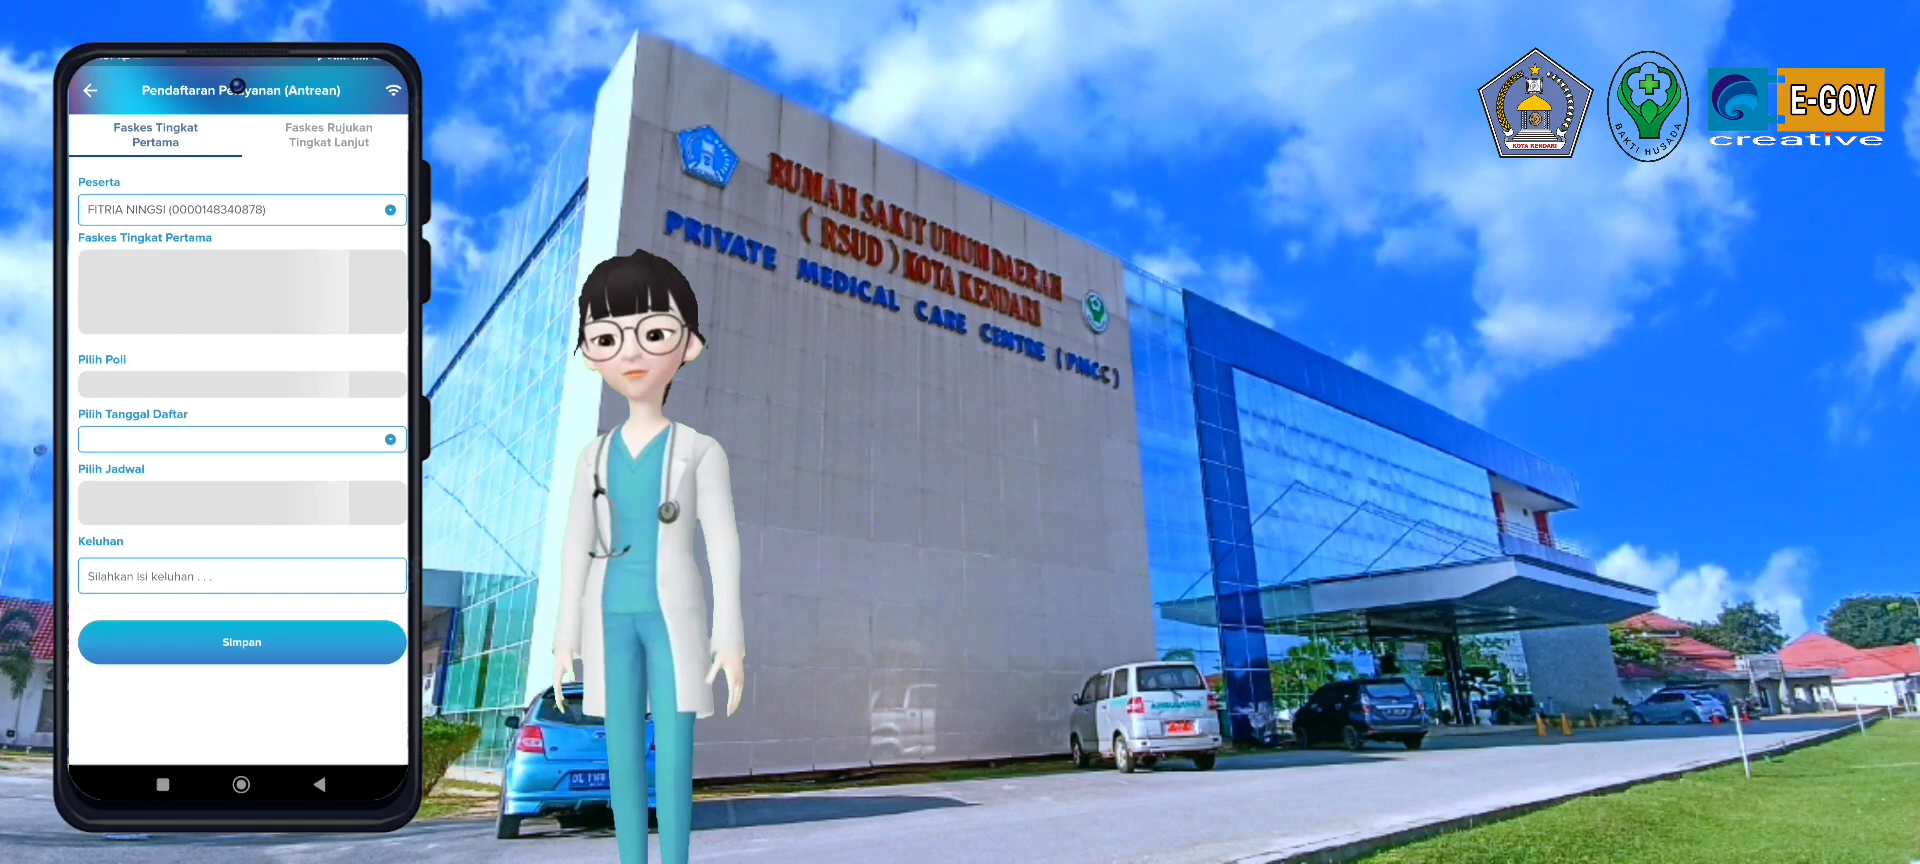 Pendaftaran Pelayanan (Antrean)
Faskes Tingkat
Pertama
Faskes Rujukan
Tingkat Lanjut
Peserta
FITRIA NINGSI (0000148340878)
Faskes Tingkat Pertama
Pilih Poli
Pilih Tanggal Daftar
Pilih Jadwal
Keluhan
Silahkan isi keluhan . . .
Simpan
RUMAH SAKIT UMUM DAERAH
( RSUD ) KOTA KENDARI
PRIVATE MEDICAL CARE CENTRE ( PMCC )
AMBULANCE
KOTA KENDARI
BAKTI HUSADA
E-GOV
creative